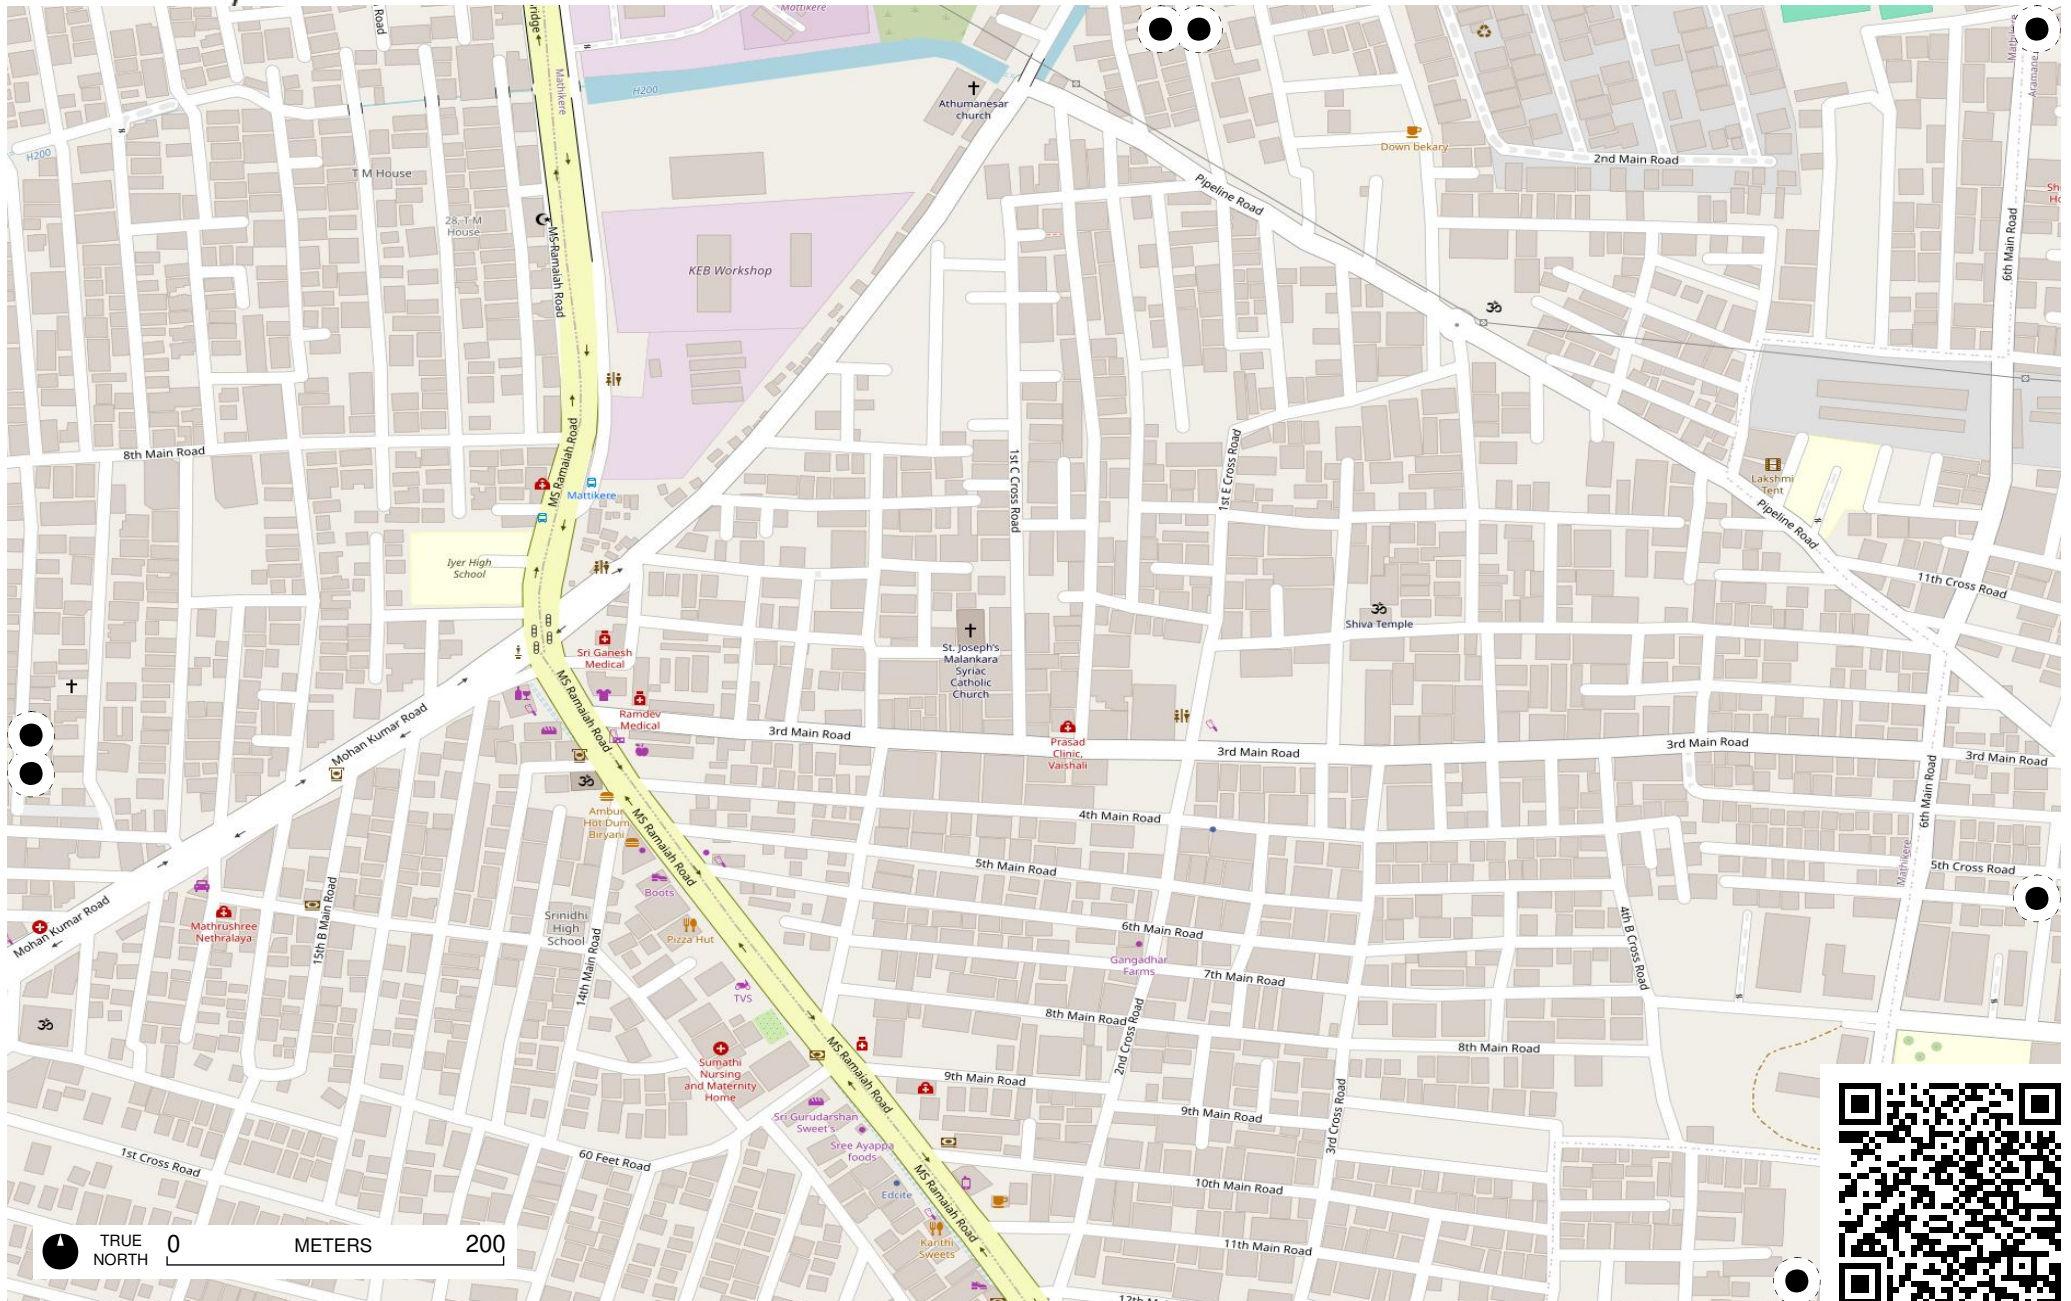 Mattikere
Road
Mathikere
H200
Athumanesar
church
Down bekary
2nd Main Road
H200
T M House
28, T M
House
MS Ramaiah Road
Pipeline Road
6th Main Road
KEB Workshop
8th Main Road
MS Ramaiah Road
Mattikere
1st C Cross Road
1st E Cross Road
Lakshmi
Tent
Pipeline Road
Iyer High
School
11th Cross Road
Shiva Temple
Sri Ganesh
Medical
St. Joseph's
Malankara
Syriac
Catholic
Church
MS Ramaiah Road
Ramdev
Medical
Mohan Kumar Road
3rd Main Road
Prasad
Clinic,
Vaishali
3rd Main Road
3rd Main Road
3rd Main Road
6th Main Road
Ambur
Hot Dum
Biryani
MS Ramaiah Road
4th Main Road
5th Main Road
5th Cross Road
Mathikere
Boots
Mohan Kumar Road
Mathrushree
Nethralaya
15th B Main Road
Srinidhi
High
School
Pizza Hut
6th Main Road
Gangadhar
Farms
7th Main Road
4th B Cross Road
14th Main Road
TVS
8th Main Road
8th Main Road
2nd Cross Road
MS Ramaiah Road
Sumathi
Nursing
and Maternity
Home
9th Main Road
9th Main Road
3rd Cross Road
Sri Gurudarshan
Sweet's
Sree Ayappa
foods
1st Cross Road
60 Feet Road
Edcite
MS Ramaiah Road
10th Main Road
Kanthi
Sweets
11th Main Road
12th Main Road
TRUE
NORTH
0 METERS 200